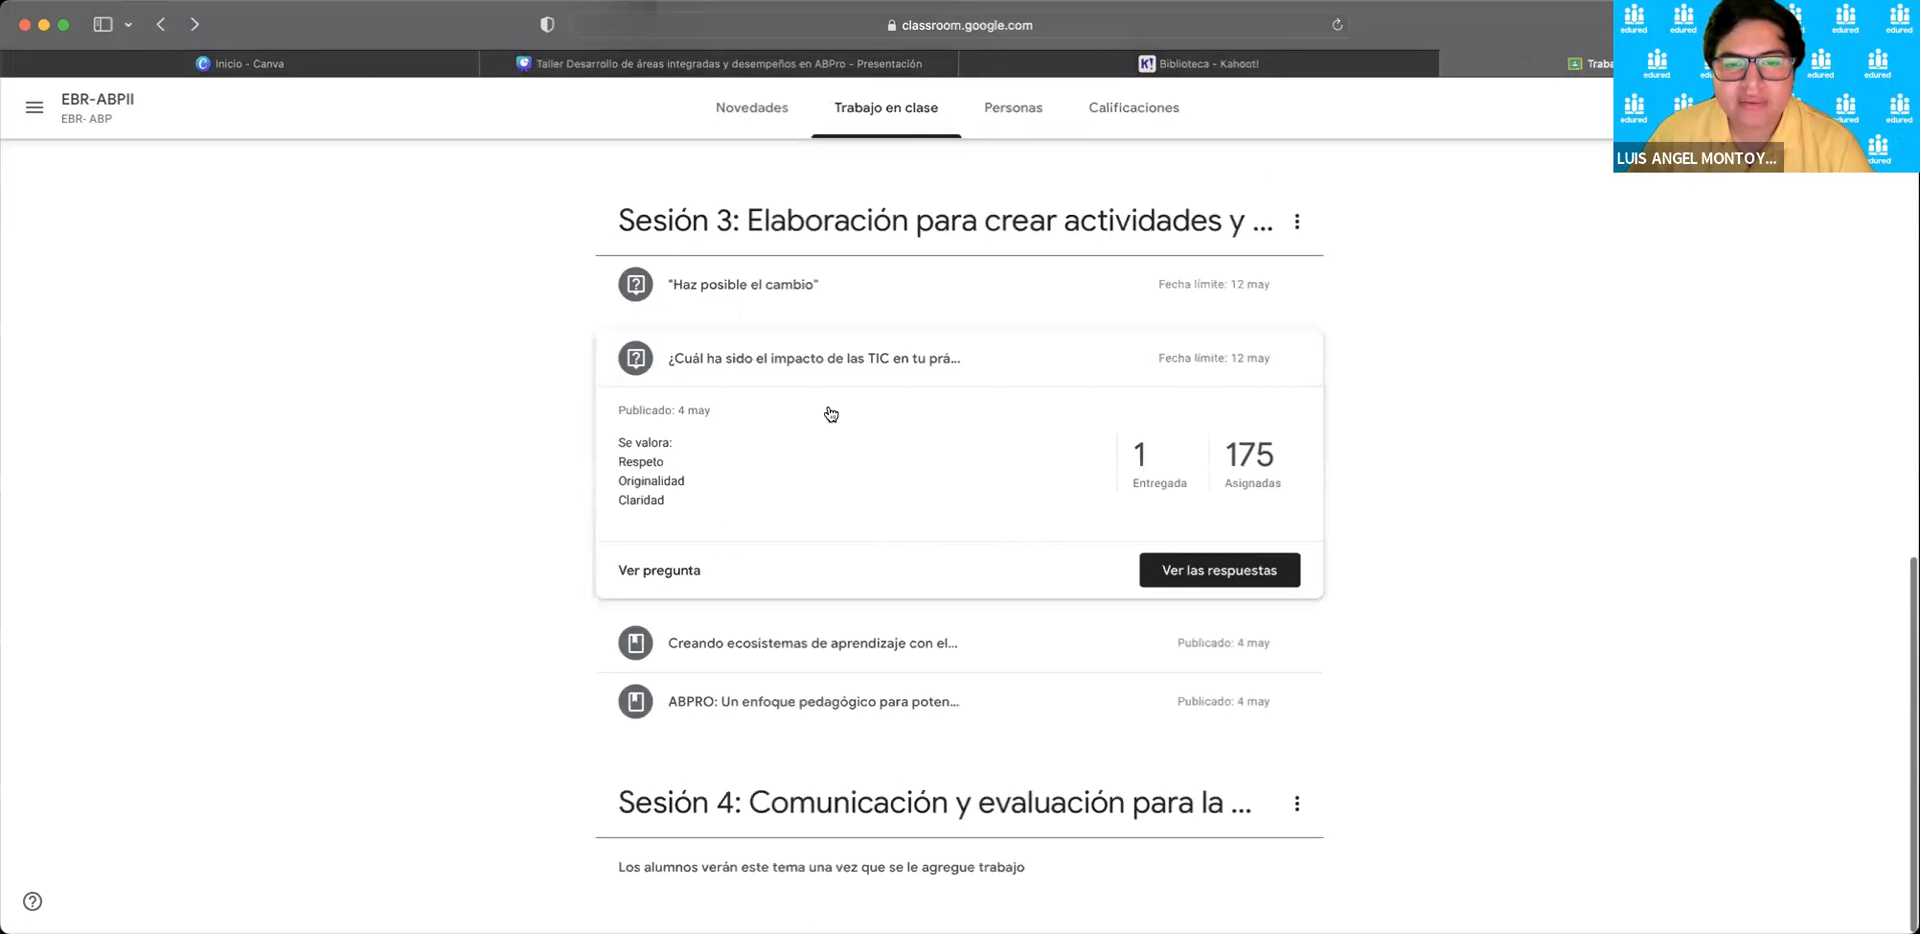 classroom.google.com
Inicio - Canva
Taller Desarrollo de áreas integradas y desempeños en ABPro - Presentación
K!
Biblioteca - Kahoot!
Traba
EBR-ABPII
EBR- ABP
Novedades
Trabajo en clase
Personas
Calificaciones
edured
LUIS ANGEL MONTOY...
Sesión 3: Elaboración para crear actividades y ...
"Haz posible el cambio"
Fecha límite: 12 may
¿Cuál ha sido el impacto de las TIC en tu prá...
Fecha límite: 12 may
Publicado: 4 may
Se valora:
Respeto
Originalidad
Claridad
1
Entregada
175
Asignadas
Ver pregunta
Ver las respuestas
Creando ecosistemas de aprendizaje con el...
Publicado: 4 may
ABPRO: Un enfoque pedagógico para poten...
Publicado: 4 may
Sesión 4: Comunicación y evaluación para la ...
Los alumnos verán este tema una vez que se le agregue trabajo